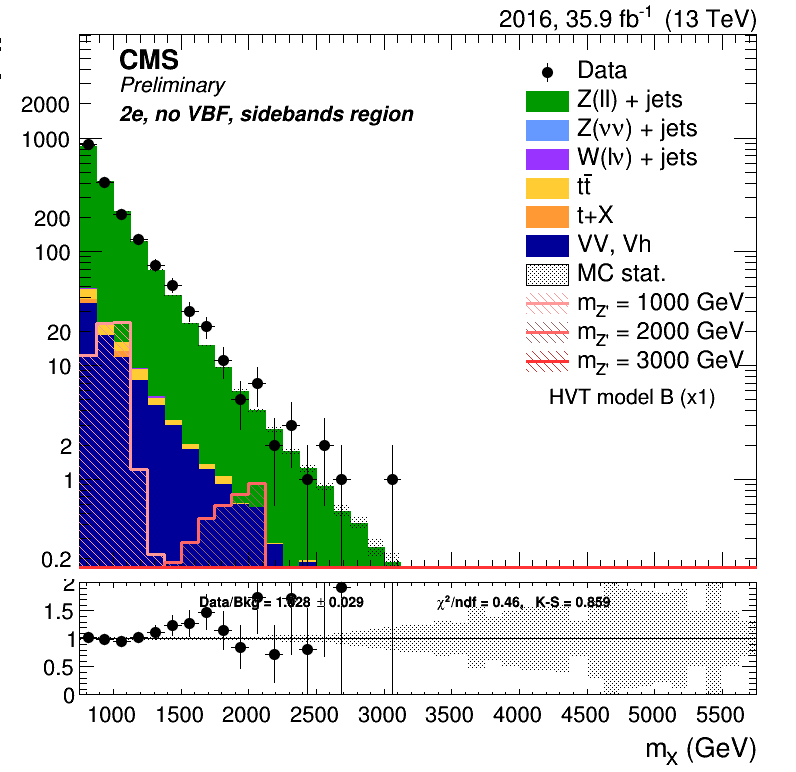 2016, 35.9 fb⁻¹ (13 TeV)
CMS
Preliminary
2e, no VBF, sidebands region
Data
Z(ll) + jets
Z(νν) + jets
W(lν) + jets
tt̄
t+X
VV, Vh
MC stat.
m_Z' = 1000 GeV
m_Z' = 2000 GeV
m_Z' = 3000 GeV
HVT model B (x1)
2000
1000
200
100
20
10
2
1
0.2
Data/Bkg = 1.028 ± 0.029
χ²/ndf = 0.46, K-S = 0.859
2
1.5
1
0.5
0
1000 1500 2000 2500 3000 3500 4000 4500 5000 5500
m_X (GeV)